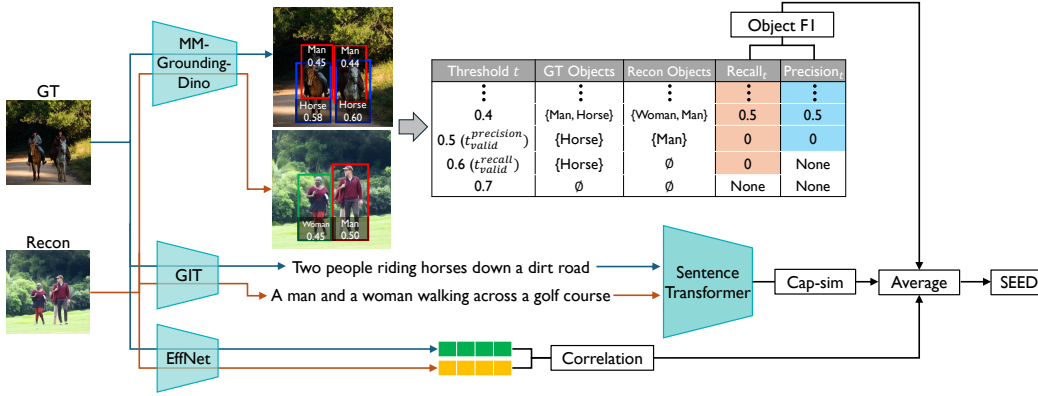 GT
Recon
MM-
Grounding-
Dino
Man
0.45
Man
0.44
Horse
0.58
Horse
0.60
Woman
0.45
Man
0.50
Object F1
Threshold t GT Objects Recon Objects Recall_t Precision_t
⋮ ⋮ ⋮ ⋮ ⋮
0.4 {Man, Horse} {Woman, Man} 0.5 0.5
0.5 (t_valid^precision) {Horse} {Man} 0 0
0.6 (t_valid^recall) {Horse} ∅ 0 None
0.7 ∅ ∅ None None
GIT
Two people riding horses down a dirt road
A man and a woman walking across a golf course
Sentence
Transformer
Cap-sim
Average
SEED
EffNet
Correlation